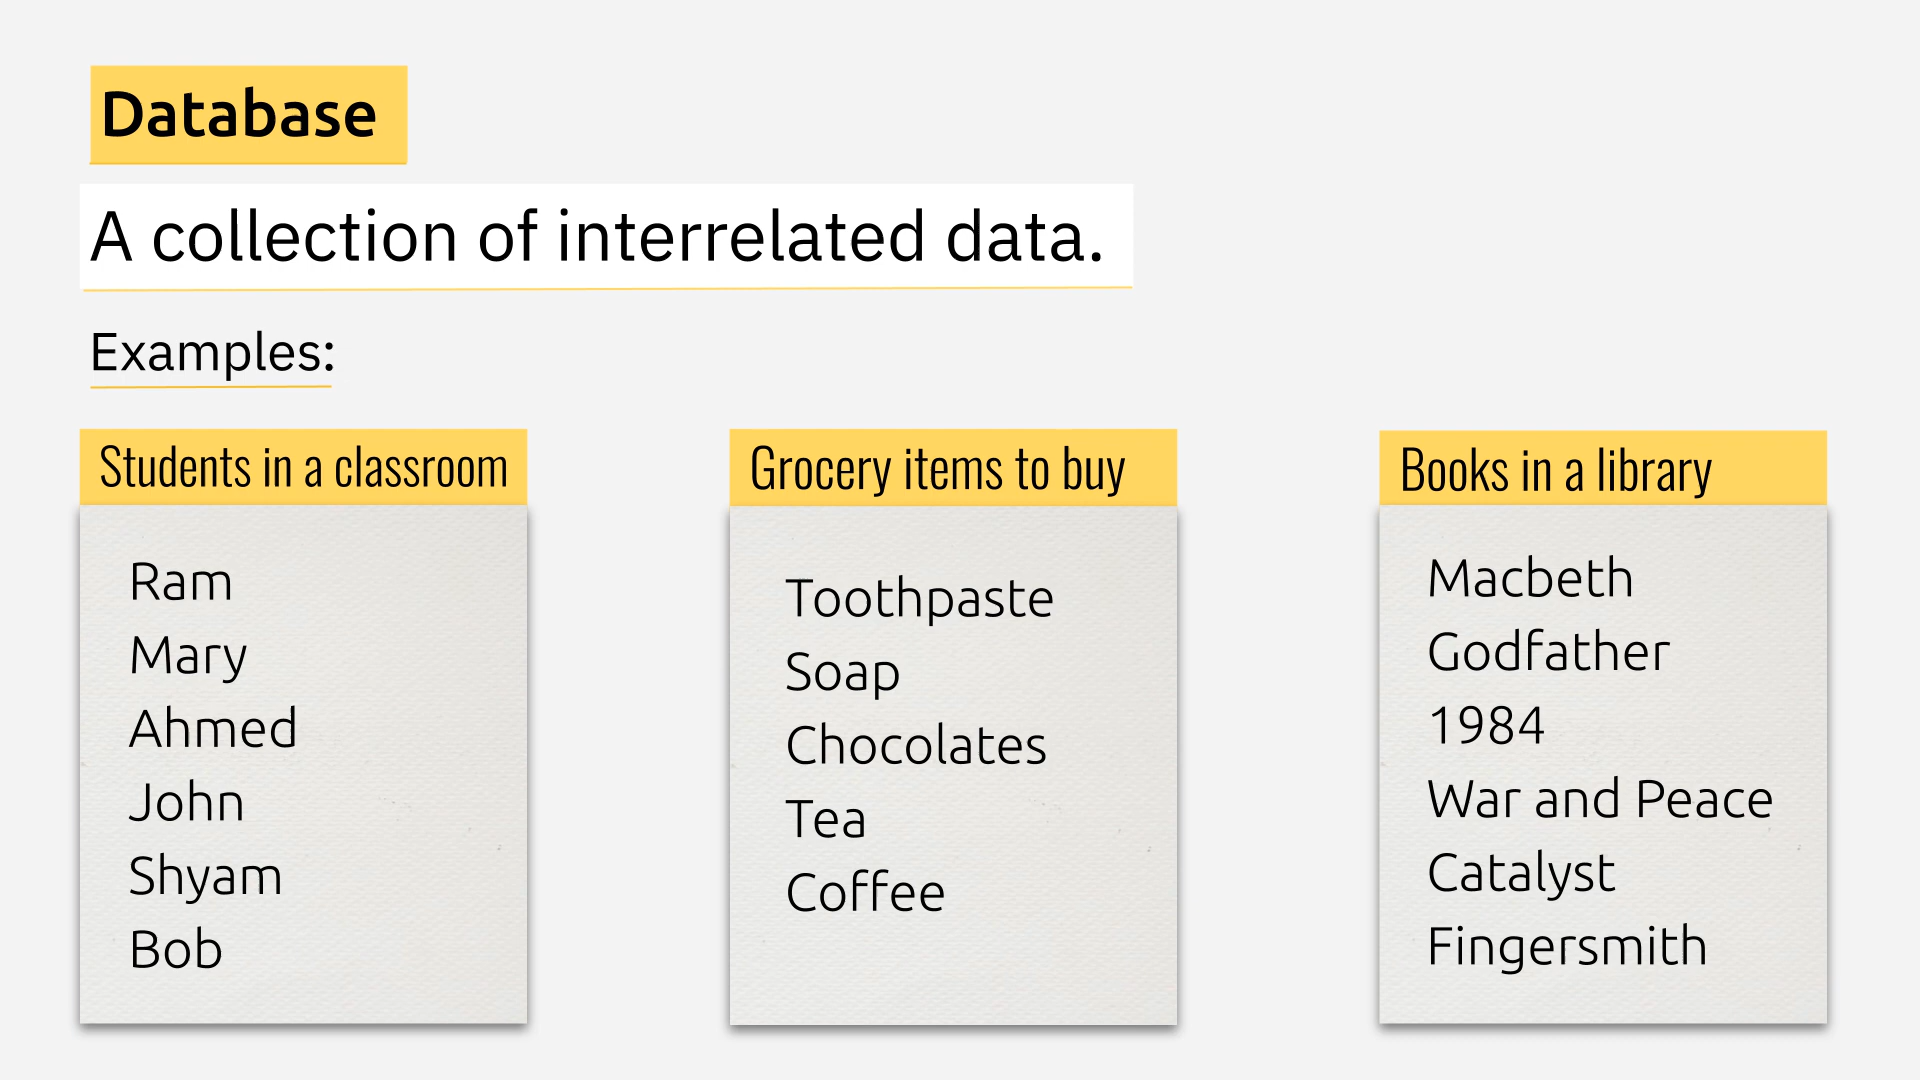 Database
A collection of interrelated data.
Examples:
Students in a classroom
Ram
Mary
Ahmed
John
Shyam
Bob
Grocery items to buy
Toothpaste
Soap
Chocolates
Tea
Coffee
Books in a library
Macbeth
Godfather
1984
War and Peace
Catalyst
Fingersmith